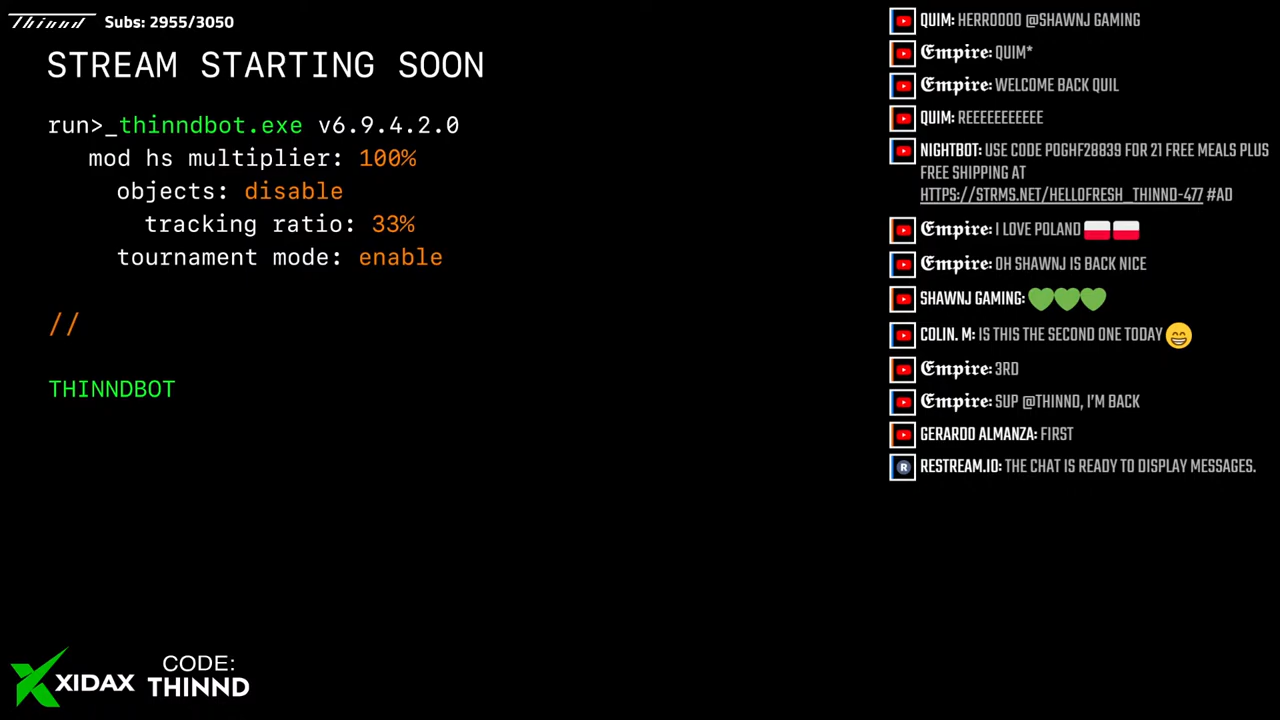 Thinnd Subs: 2955/3050
STREAM STARTING SOON
run>_thinndbot.exe v6.9.4.2.0
mod hs multiplier: 100%
objects: disable
tracking ratio: 33%
tournament mode: enable
//
THINNDBOT
XIDAX
CODE:
THINND
QUIM: HERROOOO @SHAWNJ GAMING
Empire: QUIM*
Empire: WELCOME BACK QUIL
QUIM: REEEEEEEEEEE
NIGHTBOT: USE CODE POGHF28839 FOR 21 FREE MEALS PLUS
FREE SHIPPING AT
HTTPS://STRMS.NET/HELLOFRESH_THINND-477 #AD
Empire: I LOVE POLAND 🇵🇱🇵🇱
Empire: OH SHAWNJ IS BACK NICE
SHAWNJ GAMING: 💚💚💚
COLIN. M: IS THIS THE SECOND ONE TODAY 😁
Empire: 3RD
Empire: SUP @THINND, I'M BACK
GERARDO ALMANZA: FIRST
R RESTREAM.IO: THE CHAT IS READY TO DISPLAY MESSAGES.